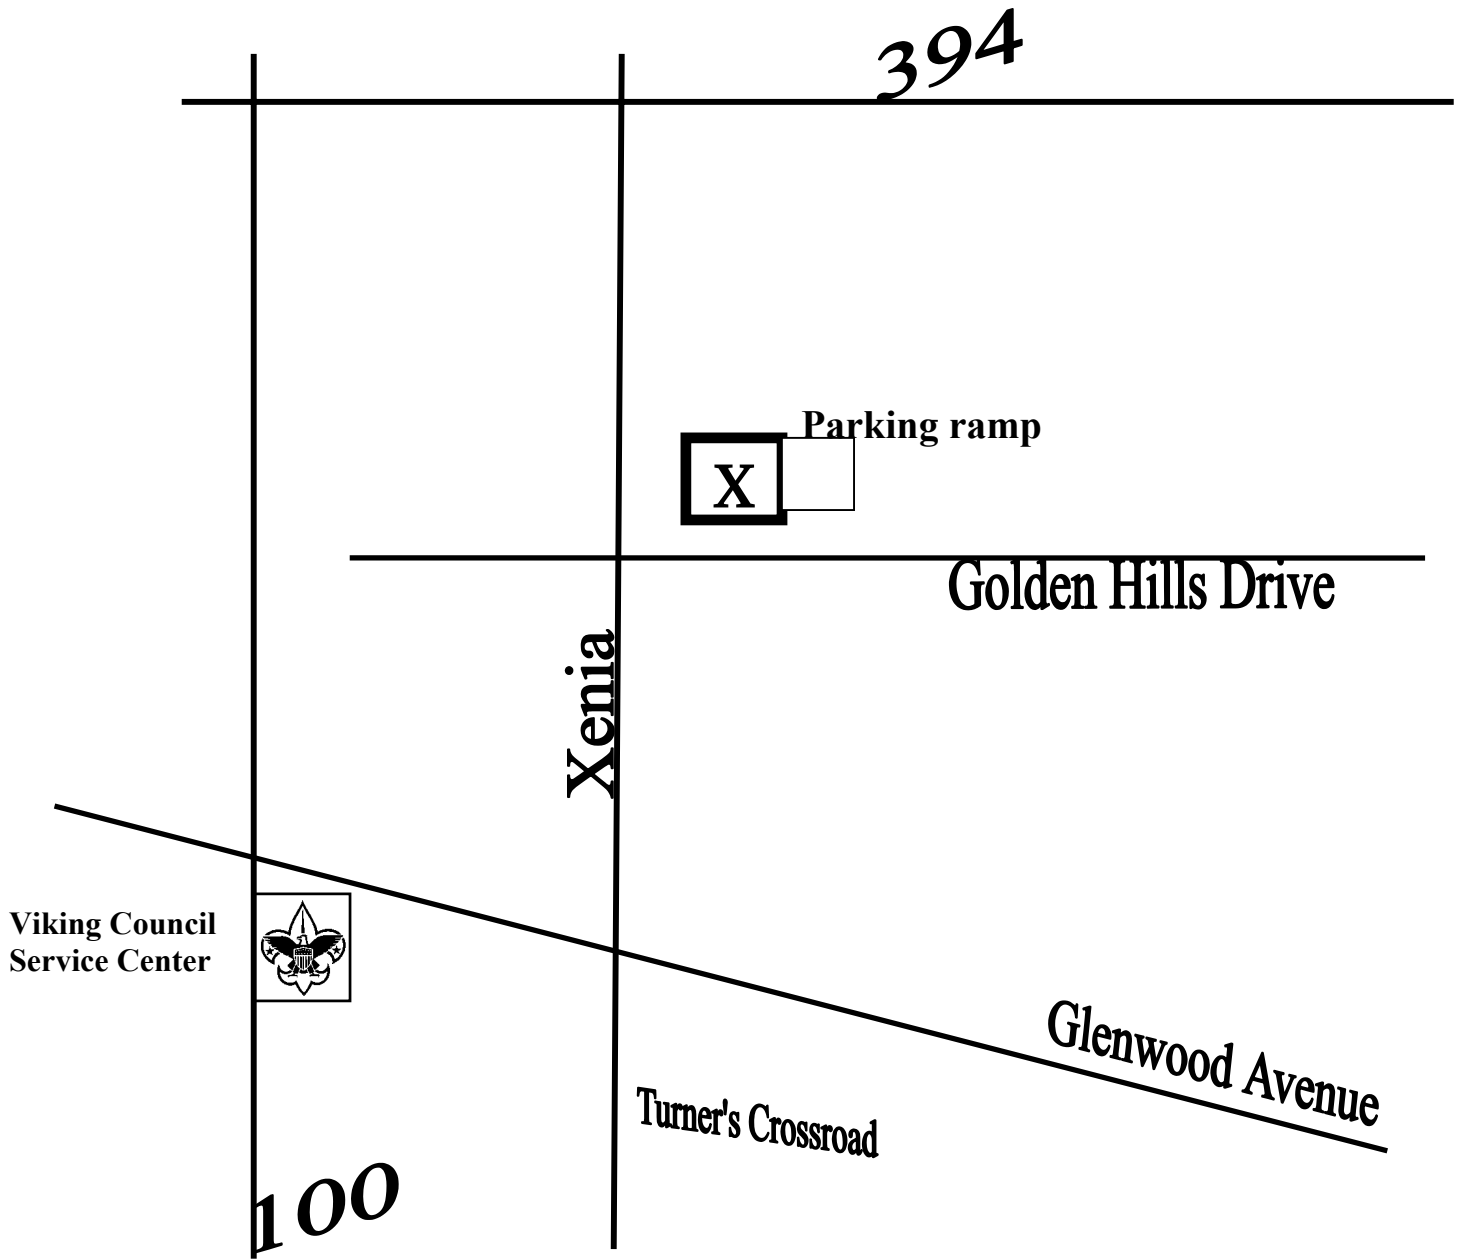 394
Parking ramp
X
Golden Hills Drive
Xenia
Viking Council
Service Center
Glenwood Avenue
Turner's Crossroad
100